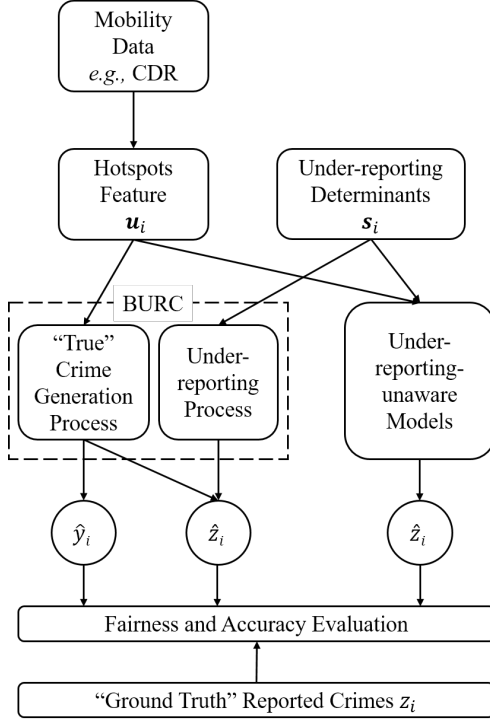 Mobility
Data
e.g., CDR
Hotspots
Feature
u_i
Under-reporting
Determinants
s_i
BURC
“True”
Crime
Generation
Process
Under-
reporting
Process
Under-
reporting-
unaware
Models
ŷ_i
ẑ_i
ẑ_i
Fairness and Accuracy Evaluation
“Ground Truth” Reported Crimes z_i